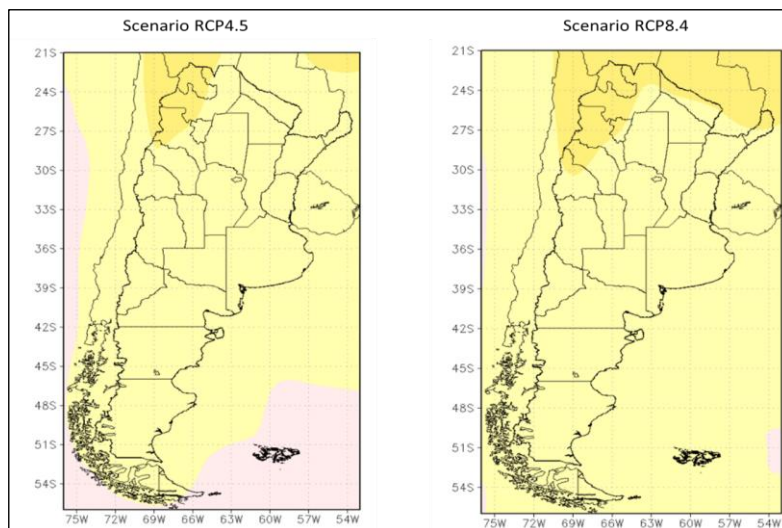 Scenario RCP4.5
21S
24S
27S
30S
33S
36S
39S
42S
45S
48S
51S
54S
75W 72W 69W 66W 63W 60W 57W 54W
Scenario RCP8.4
21S
24S
27S
30S
33S
36S
39S
42S
45S
48S
51S
54S
75W 72W 69W 66W 63W 60W 57W 54W